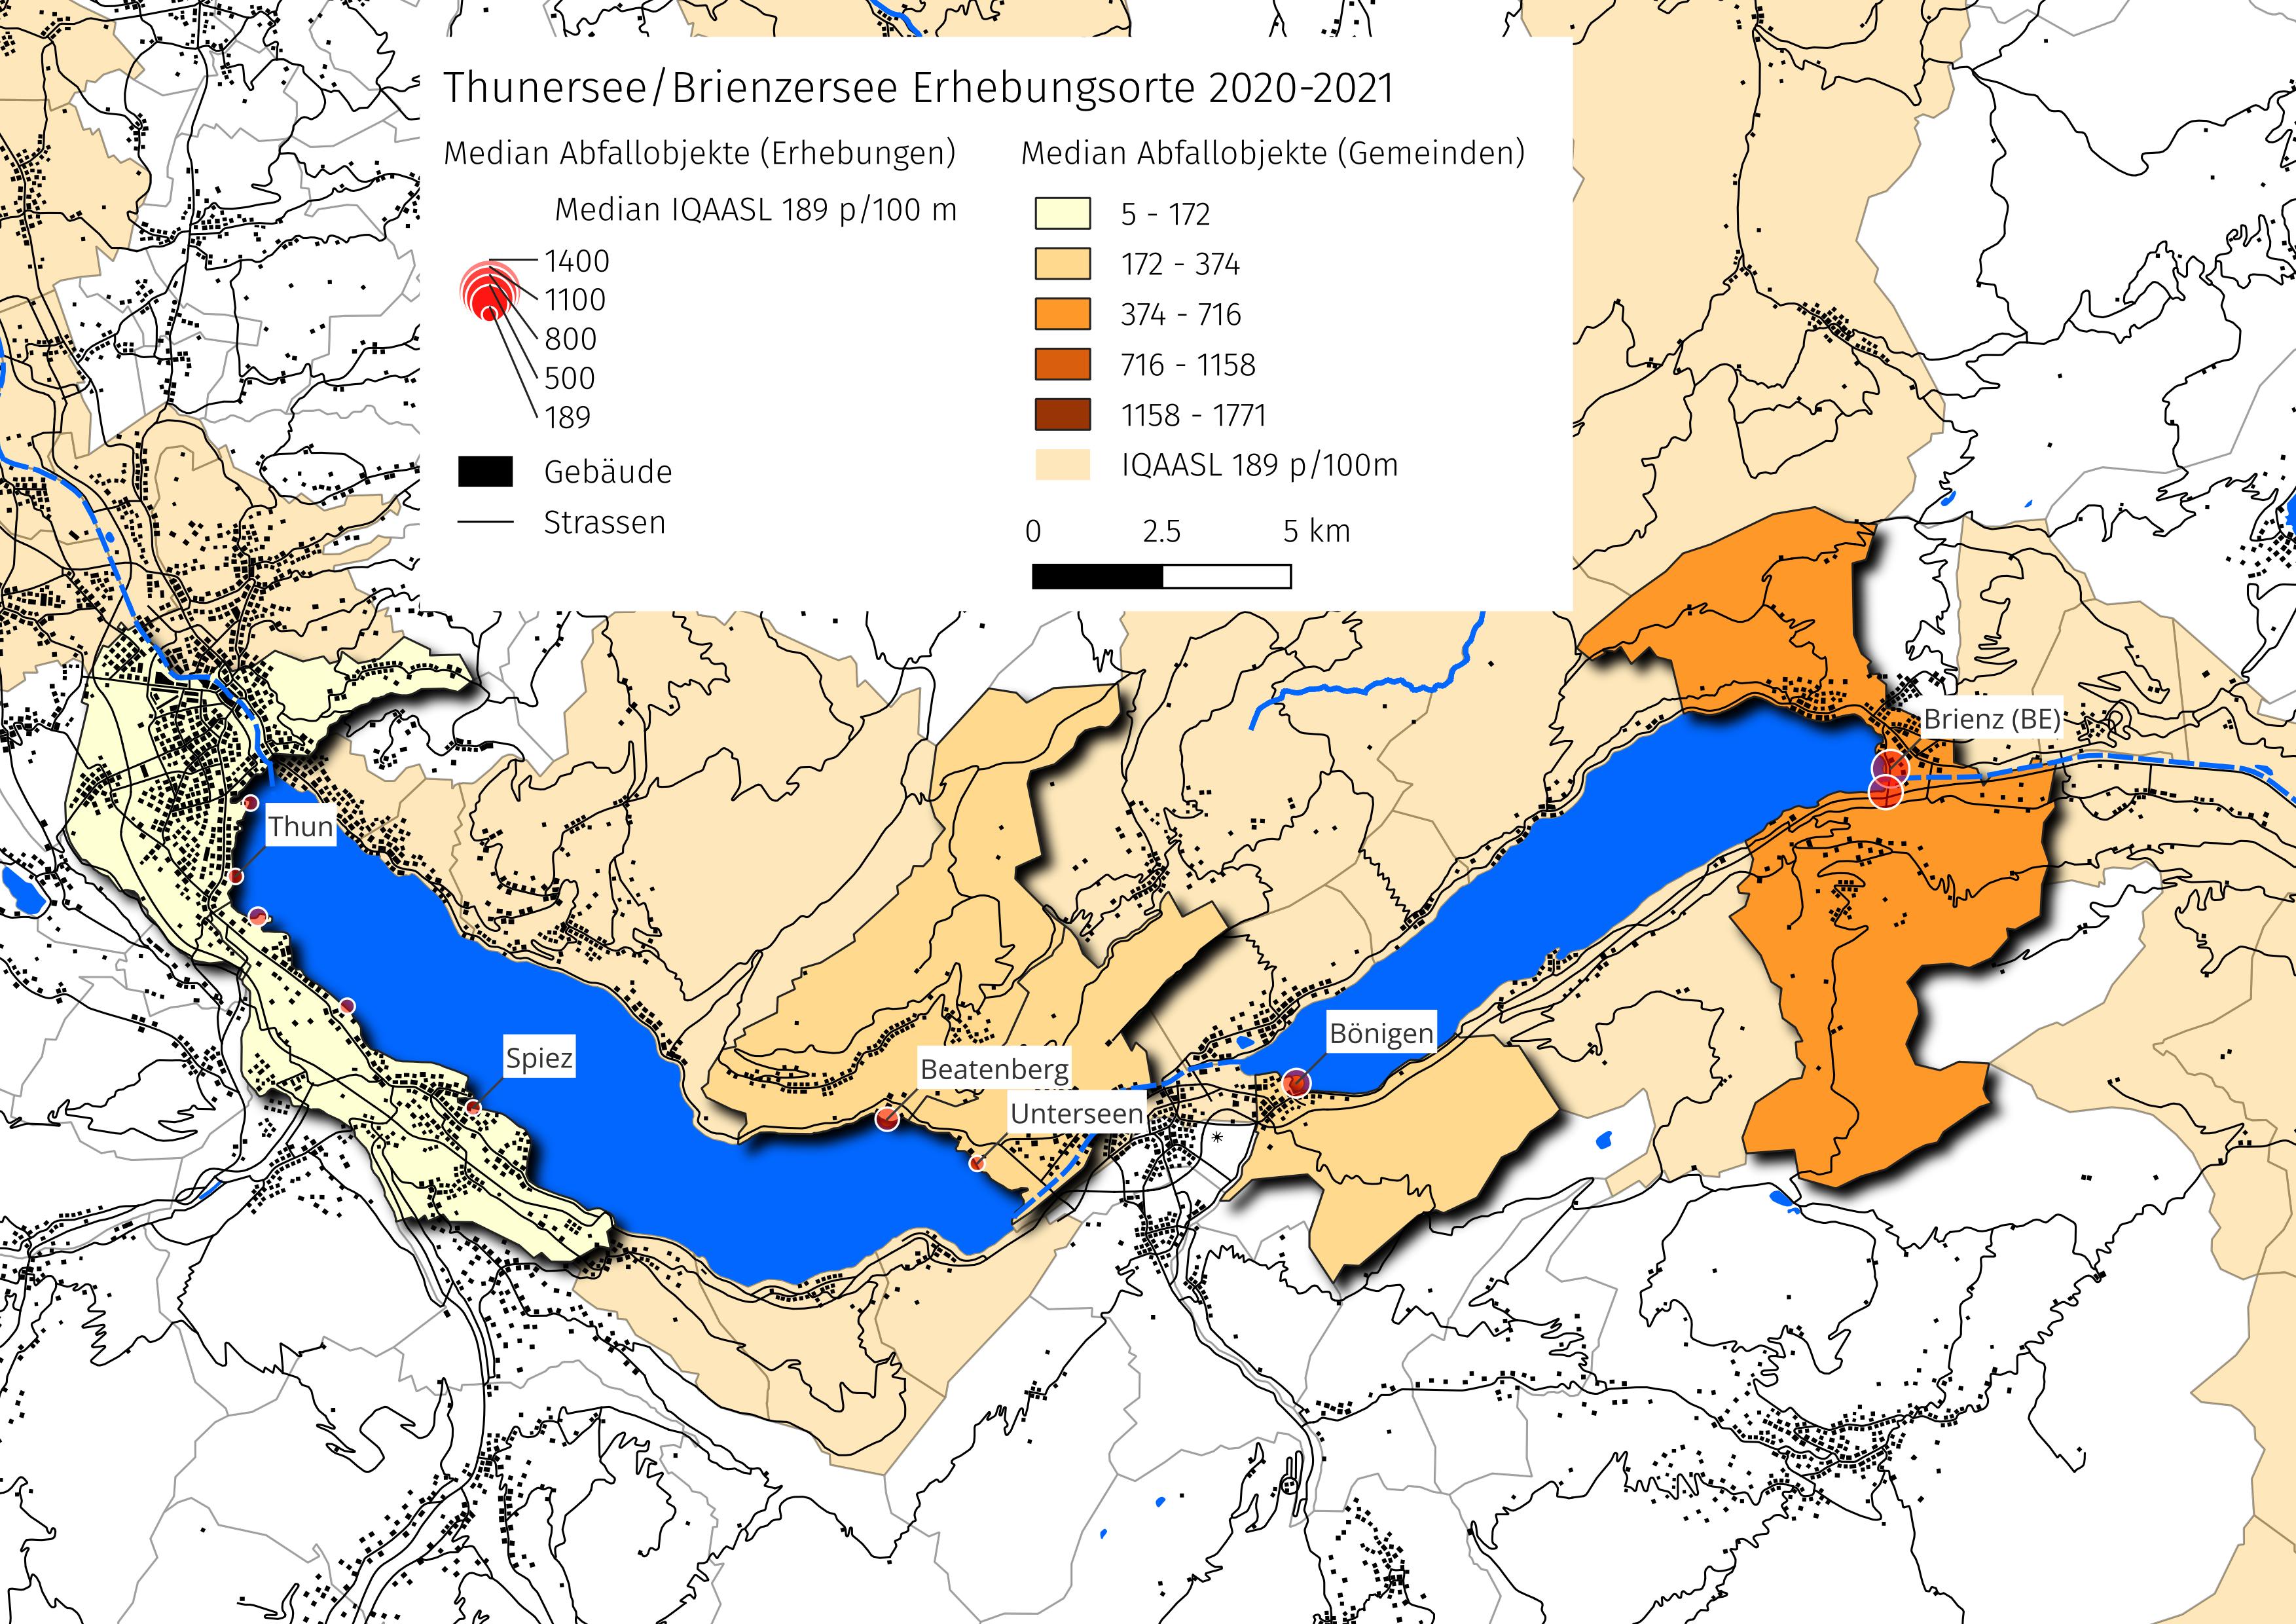 Thunersee/Brienzersee Erhebungsorte 2020-2021
Median Abfallobjekte (Erhebungen)
Median IQAASL 189 p/100 m
1400
1100
800
500
189
Gebäude
Strassen
Median Abfallobjekte (Gemeinden)
5 - 172
172 - 374
374 - 716
716 - 1158
1158 - 1771
IQAASL 189 p/100m
0 2.5 5 km
Brienz (BE)
Thun
Bönigen
Spiez
Beatenberg
Unterseen